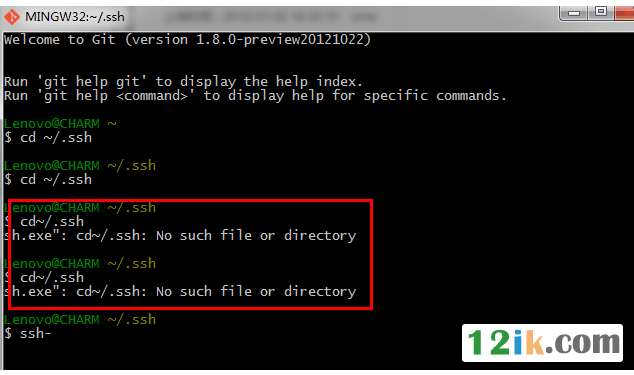 MINGW32:~/.ssh
Welcome to Git (version 1.8.0-preview20121022)
Run 'git help git' to display the help index.
Run 'git help <command>' to display help for specific commands.
Lenovo@CHARM ~
$ cd ~/.ssh
Lenovo@CHARM ~/.ssh
$ cd ~/.ssh
Lenovo@CHARM ~/.ssh
$ cd~/.ssh
sh.exe": cd~/.ssh: No such file or directory
Lenovo@CHARM ~/.ssh
$ cd~/.ssh
sh.exe": cd~/.ssh: No such file or directory
Lenovo@CHARM ~/.ssh
$ ssh-
12ik.com